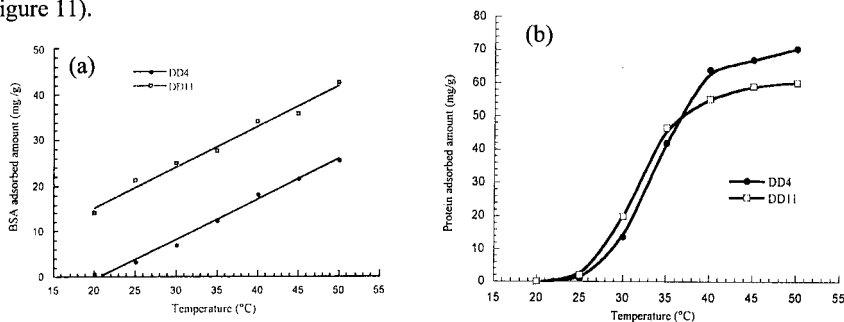 igure 11).
(a)
DD4
DD11
BSA adsorbed amount (mg/g)
50
40
30
20
10
0
15 20 25 30 35 40 45 50 55
Temperature (°C)
(b)
DD4
DD11
Protein adsorbed amount (mg/g)
80
70
60
50
40
30
20
10
0
15 20 25 30 35 40 45 50 55
Temperature (°C)